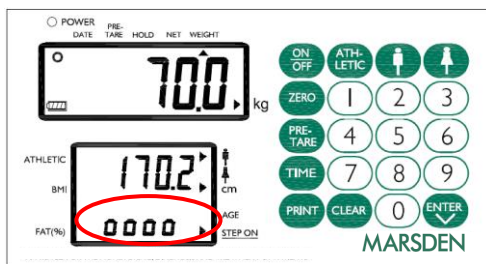 POWER
DATE PRE-TARE HOLD NET WEIGHT
70.0 kg
ATHLETIC
BMI
170.2
cm
AGE
FAT(%)
0000
STEP ON
ON/OFF ATH-LETIC
ZERO 1 2 3
PRE-TARE 4 5 6
TIME 7 8 9
PRINT CLEAR 0 ENTER
MARSDEN